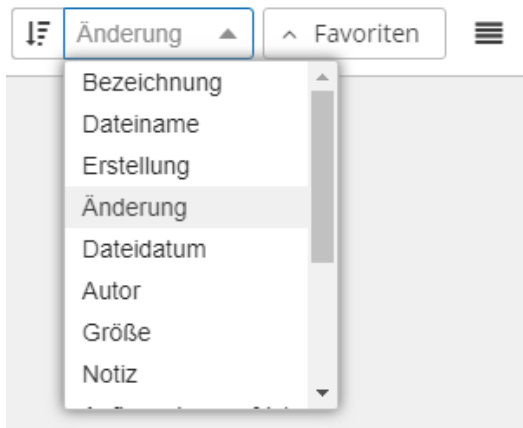 Änderung
Favoriten
Bezeichnung
Dateiname
Erstellung
Änderung
Dateidatum
Autor
Größe
Notiz